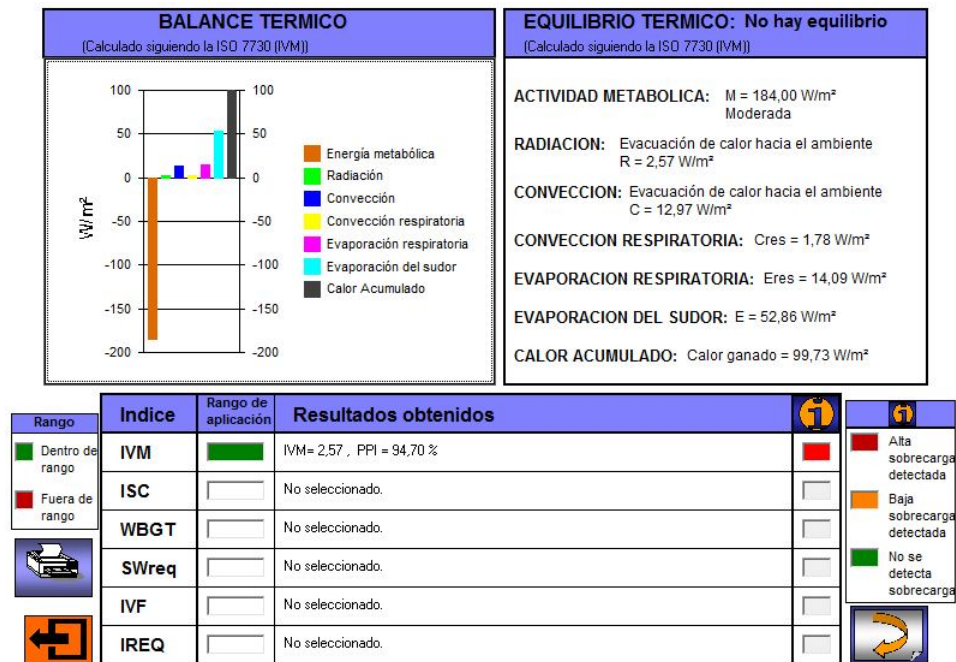 BALANCE TERMICO
(Calculado siguiendo la ISO 7730 (IVM))
100
50
0
-50
-100
-150
-200
W/m²
100
50
0
-50
-100
-150
-200
Energía metabólica
Radiación
Convección
Convección respiratoria
Evaporación respiratoria
Evaporación del sudor
Calor Acumulado
EQUILIBRIO TERMICO: No hay equilibrio
(Calculado siguiendo la ISO 7730 (IVM))
ACTIVIDAD METABOLICA: M = 184,00 W/m²
Moderada
RADIACION: Evacuación de calor hacia el ambiente
R = 2,57 W/m²
CONVECCION: Evacuación de calor hacia el ambiente
C = 12,97 W/m²
CONVECCION RESPIRATORIA: Cres = 1,78 W/m²
EVAPORACION RESPIRATORIA: Eres = 14,09 W/m²
EVAPORACION DEL SUDOR: E = 52,86 W/m²
CALOR ACUMULADO: Calor ganado = 99,73 W/m²
Rango
Dentro de
rango
Fuera de
rango
Indice
Rango de
aplicación
Resultados obtenidos
IVM
IVM= 2,57 , PPI = 94,70 %
ISC
No seleccionado.
WBGT
No seleccionado.
SWreq
No seleccionado.
IVF
No seleccionado.
IREQ
No seleccionado.
Alta
sobrecarga
detectada
Baja
sobrecarga
detectada
No se
detecta
sobrecarga